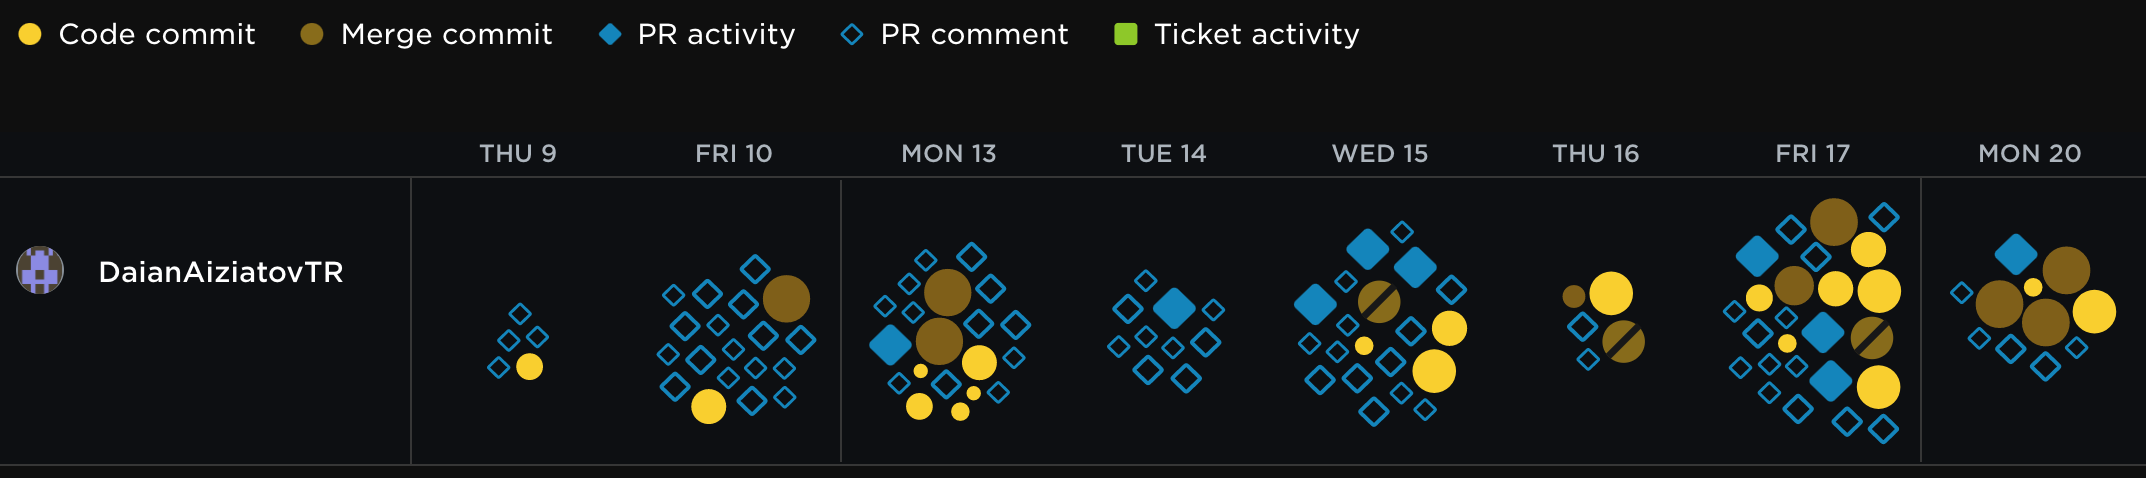 Code commit Merge commit PR activity PR comment Ticket activity
THU 9 FRI 10 MON 13 TUE 14 WED 15 THU 16 FRI 17 MON 20
DaianAiziatovTR